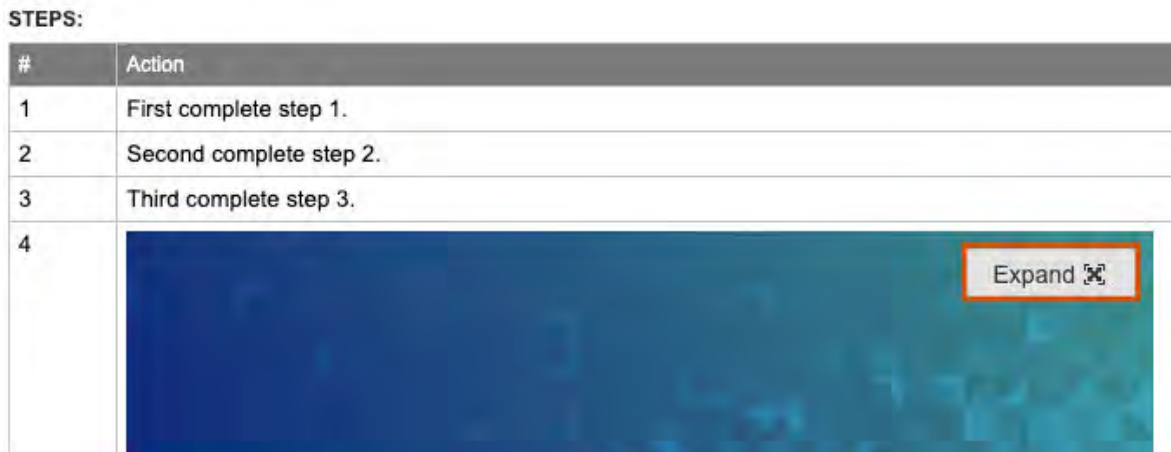 STEPS:
# Action
1 First complete step 1.
2 Second complete step 2.
3 Third complete step 3.
4
Expand